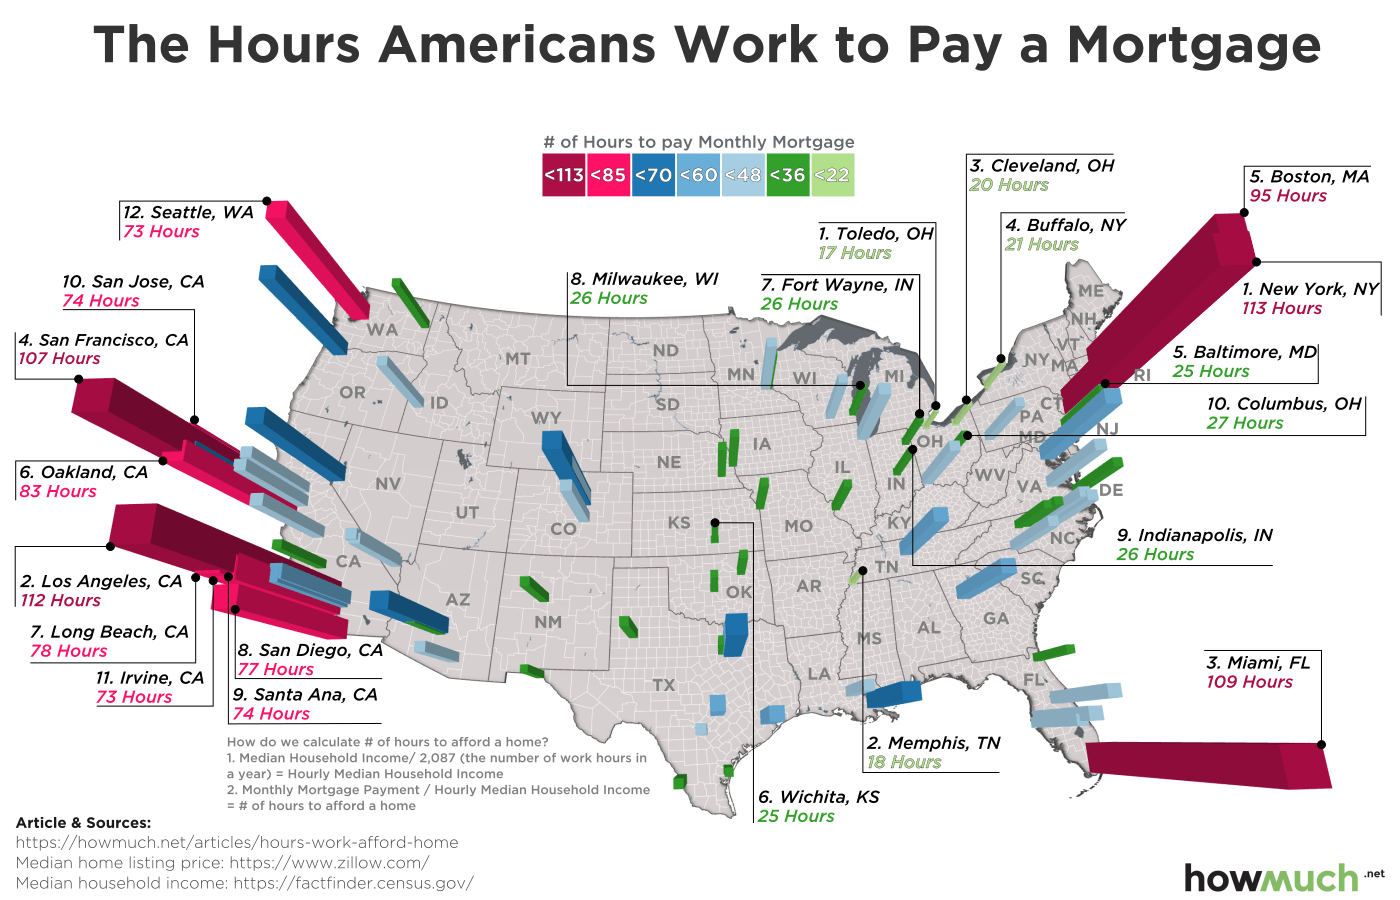 The Hours Americans Work to Pay a Mortgage
# of Hours to pay Monthly Mortgage
<113 <85 <70 <60 <48 <36 <22
12. Seattle, WA
73 Hours
10. San Jose, CA
74 Hours
4. San Francisco, CA
107 Hours
6. Oakland, CA
83 Hours
2. Los Angeles, CA
112 Hours
7. Long Beach, CA
78 Hours
11. Irvine, CA
73 Hours
8. San Diego, CA
77 Hours
9. Santa Ana, CA
74 Hours
8. Milwaukee, WI
26 Hours
1. Toledo, OH
17 Hours
7. Fort Wayne, IN
26 Hours
3. Cleveland, OH
20 Hours
4. Buffalo, NY
21 Hours
5. Boston, MA
95 Hours
1. New York, NY
113 Hours
5. Baltimore, MD
25 Hours
10. Columbus, OH
27 Hours
9. Indianapolis, IN
26 Hours
3. Miami, FL
109 Hours
2. Memphis, TN
18 Hours
6. Wichita, KS
25 Hours
WA
MT
ND
MN
WI
MI
NY
VT
NH
ME
MA
RI
CT
OR
ID
WY
SD
IA
PA
NJ
MD
DE
NV
UT
CO
NE
IL
IN
OH
WV
VA
CA
KS
MO
KY
NC
TN
SC
AZ
NM
OK
AR
MS
AL
GA
TX
LA
FL
How do we calculate # of hours to afford a home?
1. Median Household Income/ 2,087 (the number of work hours in
a year) = Hourly Median Household Income
2. Monthly Mortgage Payment / Hourly Median Household Income
= # of hours to afford a home
Article & Sources:
https://howmuch.net/articles/hours-work-afford-home
Median home listing price: https://www.zillow.com/
Median household income: https://factfinder.census.gov/
howmuch.net